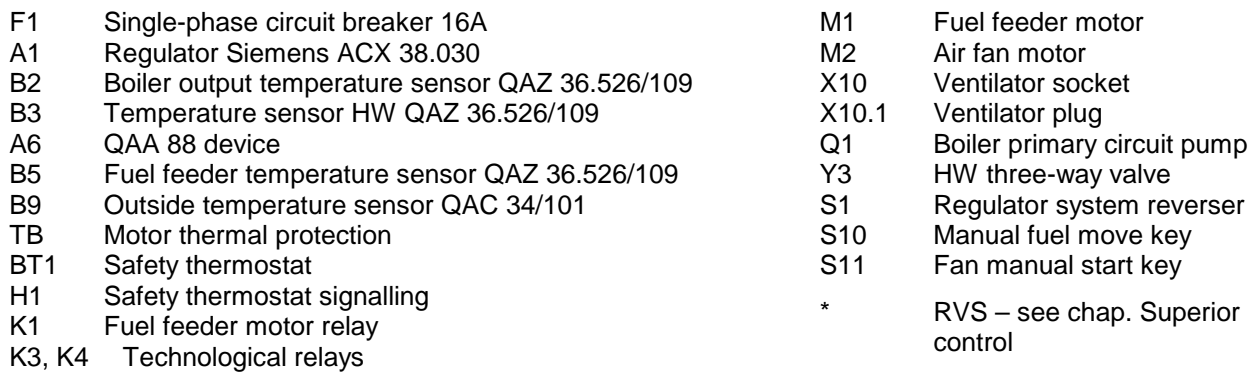 F1 Single-phase circuit breaker 16A
A1 Regulator Siemens ACX 38.030
B2 Boiler output temperature sensor QAZ 36.526/109
B3 Temperature sensor HW QAZ 36.526/109
A6 QAA 88 device
B5 Fuel feeder temperature sensor QAZ 36.526/109
B9 Outside temperature sensor QAC 34/101
TB Motor thermal protection
BT1 Safety thermostat
H1 Safety thermostat signalling
K1 Fuel feeder motor relay
K3, K4 Technological relays
M1 Fuel feeder motor
M2 Air fan motor
X10 Ventilator socket
X10.1 Ventilator plug
Q1 Boiler primary circuit pump
Y3 HW three-way valve
S1 Regulator system reverser
S10 Manual fuel move key
S11 Fan manual start key
* RVS – see chap. Superior
control